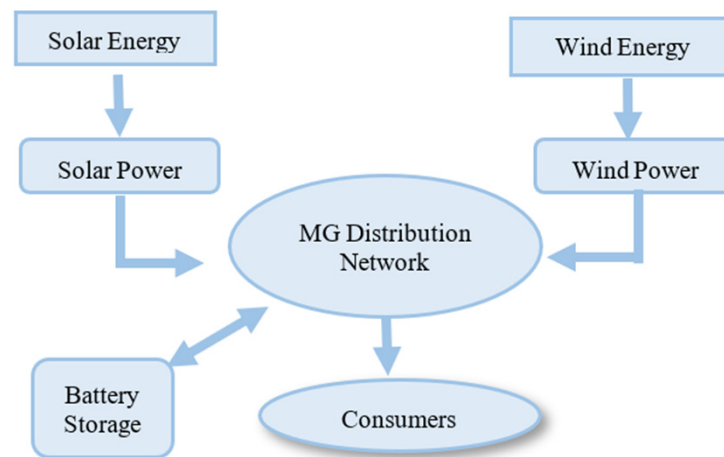 Solar Energy
Wind Energy
Solar Power
Wind Power
MG Distribution
Network
Battery
Storage
Consumers